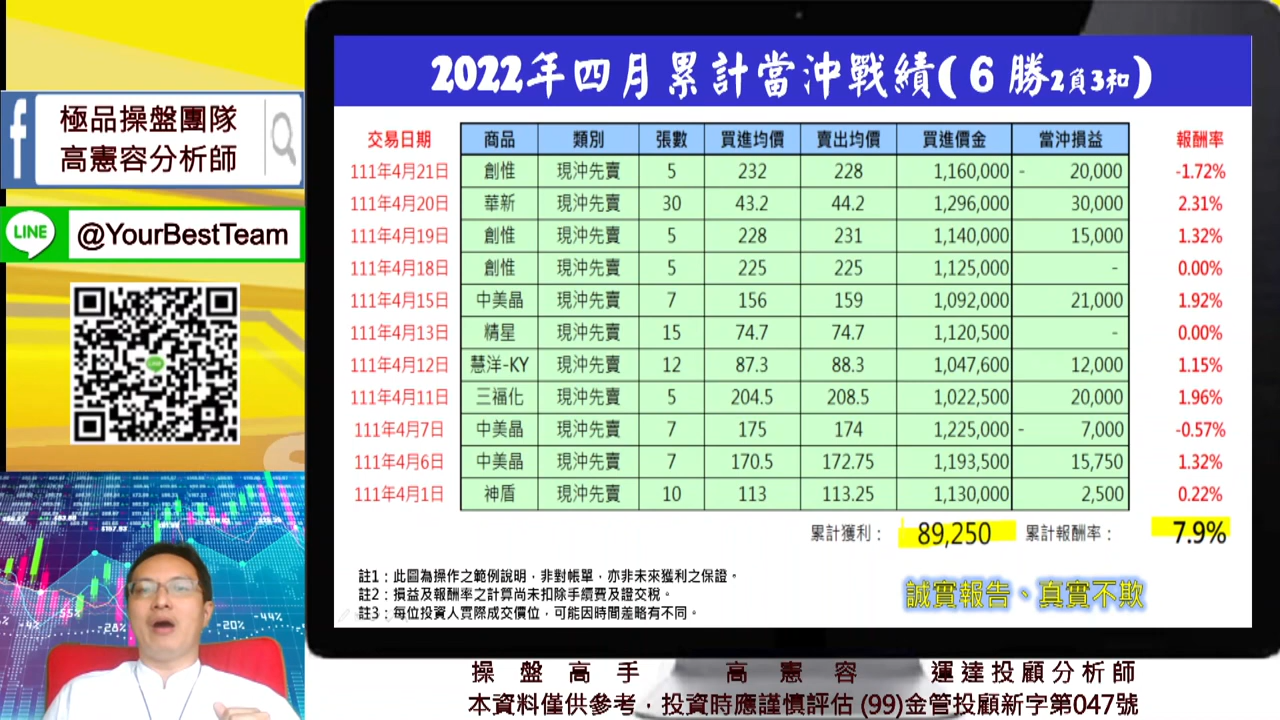 極品操盤團隊
高憲容分析師
LINE
@YourBestTeam
2022年四月累計當沖戰績(6勝2負3和)
交易日期 商品 類別 張數 買進均價 賣出均價 買進價金 當沖損益 報酬率
111年4月21日 創惟 現沖先賣 5 232 228 1,160,000 - 20,000 -1.72%
111年4月20日 華新 現沖先賣 30 43.2 44.2 1,296,000 30,000 2.31%
111年4月19日 創惟 現沖先賣 5 228 231 1,140,000 15,000 1.32%
111年4月18日 創惟 現沖先賣 5 225 225 1,125,000 - 0.00%
111年4月15日 中美晶 現沖先賣 7 156 159 1,092,000 21,000 1.92%
111年4月13日 精星 現沖先賣 15 74.7 74.7 1,120,500 - 0.00%
111年4月12日 慧洋-KY 現沖先賣 12 87.3 88.3 1,047,600 12,000 1.15%
111年4月11日 三福化 現沖先賣 5 204.5 208.5 1,022,500 20,000 1.96%
111年4月7日 中美晶 現沖先賣 7 175 174 1,225,000 - 7,000 -0.57%
111年4月6日 中美晶 現沖先賣 7 170.5 172.75 1,193,500 15,750 1.32%
111年4月1日 神盾 現沖先賣 10 113 113.25 1,130,000 2,500 0.22%
累計獲利： 89,250 累計報酬率： 7.9%
註1：此圖為操作之範例說明，非對帳單，亦非未來獲利之保證。
註2：損益及報酬率之計算尚未扣除手續費及證交稅。
註3：每位投資人實際成交價位，可能因時間差略有不同。
誠實報告、真實不欺
操盤高手 高憲容 運達投顧分析師
本資料僅供參考，投資時應謹慎評估 (99)金管投顧新字第047號